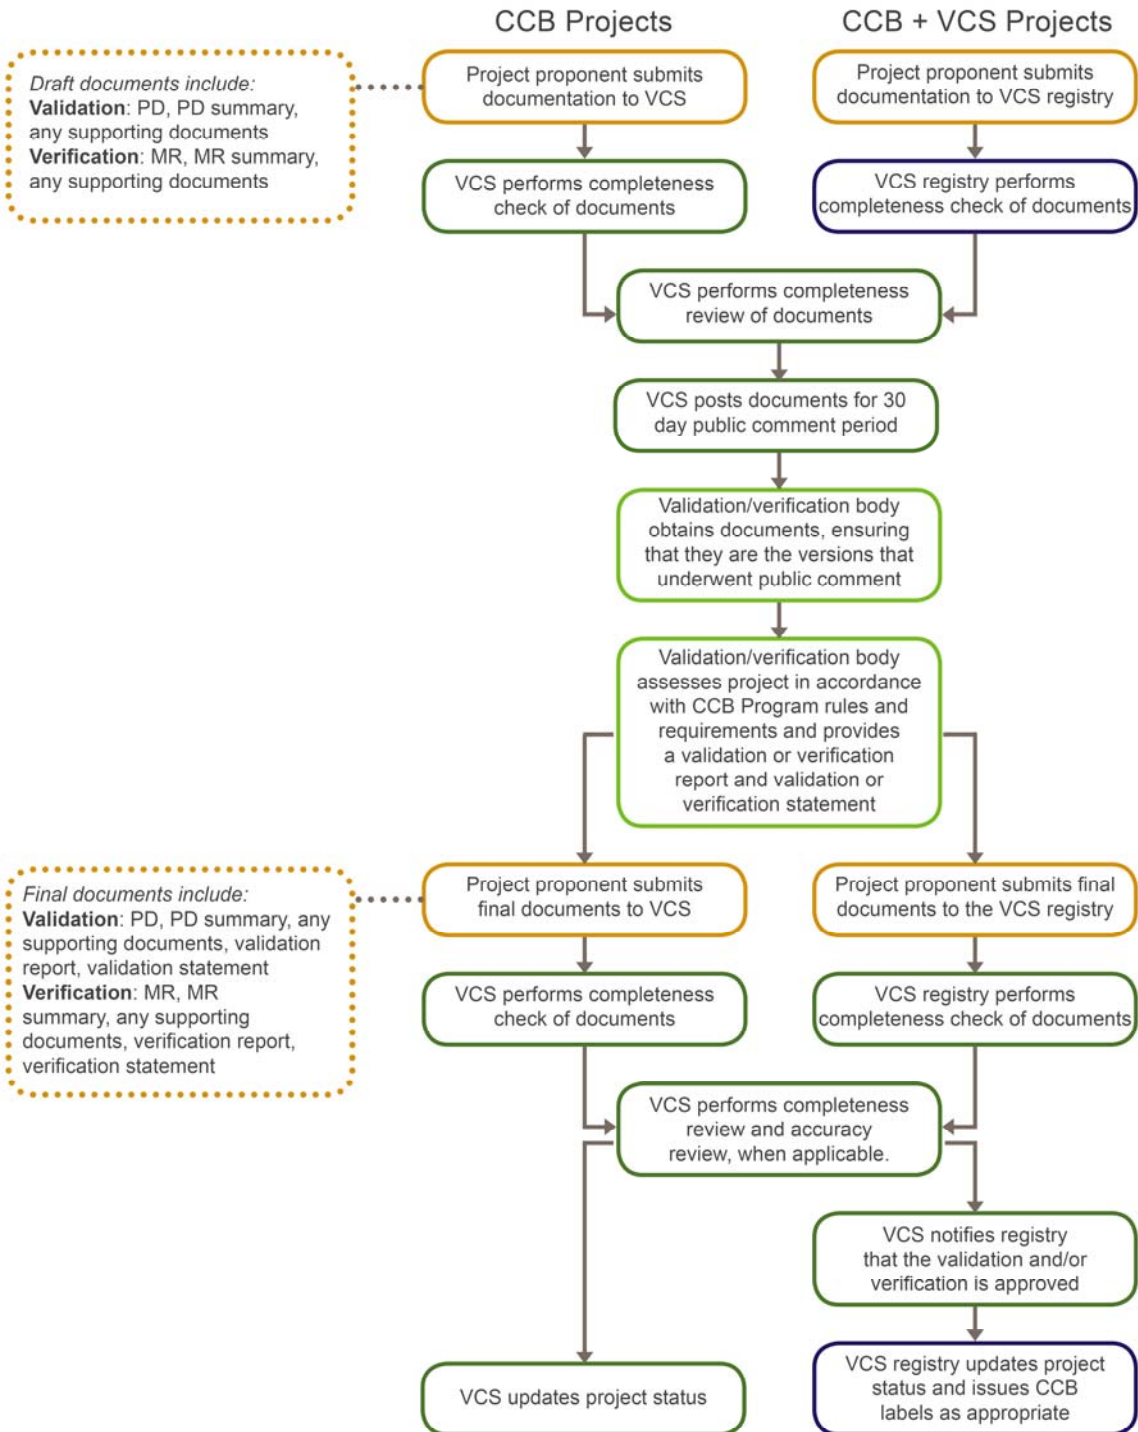 CCB Projects
CCB + VCS Projects
Draft documents include:
Validation: PD, PD summary,
any supporting documents
Verification: MR, MR summary,
any supporting documents
Project proponent submits
documentation to VCS
Project proponent submits
documentation to VCS registry
VCS performs completeness
check of documents
VCS registry performs
completeness check of documents
VCS performs completeness
review of documents
VCS posts documents for 30
day public comment period
Validation/verification body
obtains documents, ensuring
that they are the versions that
underwent public comment
Validation/verification body
assesses project in accordance
with CCB Program rules and
requirements and provides
a validation or verification
report and validation or
verification statement
Final documents include:
Validation: PD, PD summary, any
supporting documents, validation
report, validation statement
Verification: MR, MR
summary, any supporting
documents, verification report,
verification statement
Project proponent submits
final documents to VCS
Project proponent submits final
documents to the VCS registry
VCS performs completeness
check of documents
VCS registry performs
completeness check of documents
VCS performs completeness
review and accuracy
review, when applicable.
VCS notifies registry
that the validation and/or
verification is approved
VCS updates project status
VCS registry updates project
status and issues CCB
labels as appropriate